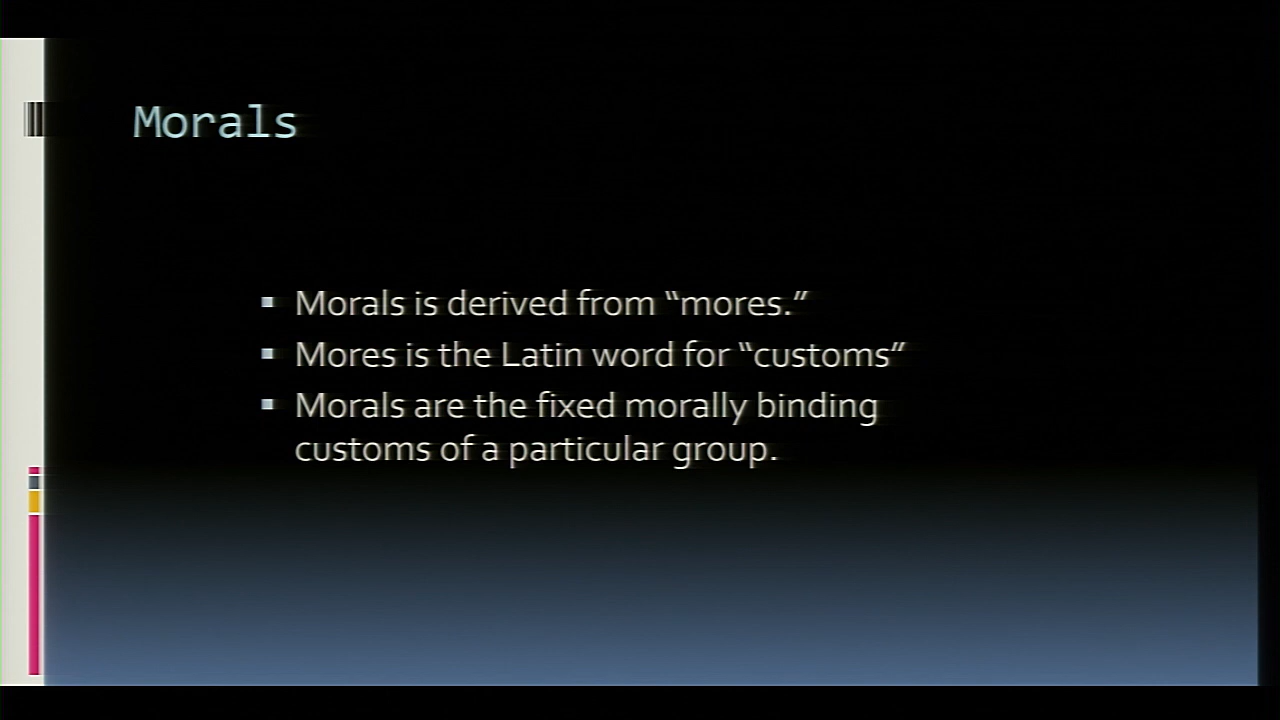 Morals
▪ Morals is derived from “mores.”
▪ Mores is the Latin word for “customs”
▪ Morals are the fixed morally binding
customs of a particular group.